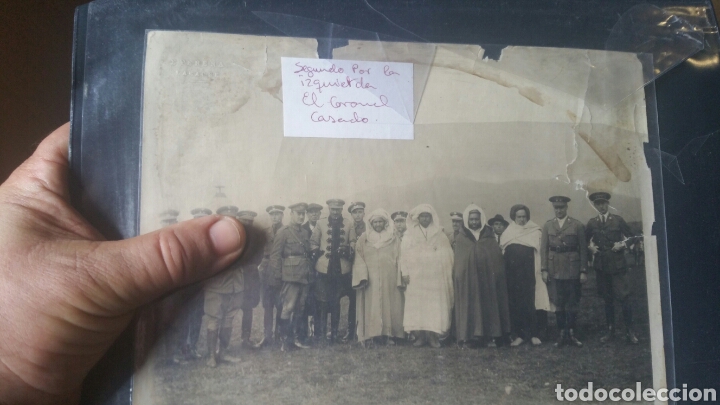 Segundo Por la
izquierda
El Coronel
Casado.
todocoleccion